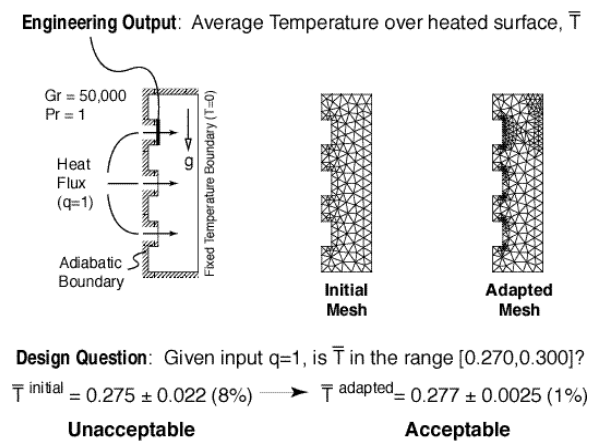 Engineering Output: Average Temperature over heated surface, T̅
Gr = 50,000
Pr = 1
Heat
Flux
(q=1)
Adiabatic
Boundary
g
Fixed Temperature Boundary (T=0)
Initial
Mesh
Adapted
Mesh
Design Question: Given input q=1, is T̅ in the range [0.270,0.300]?
T̅ initial = 0.275 ± 0.022 (8%) → T̅ adapted = 0.277 ± 0.0025 (1%)
Unacceptable Acceptable